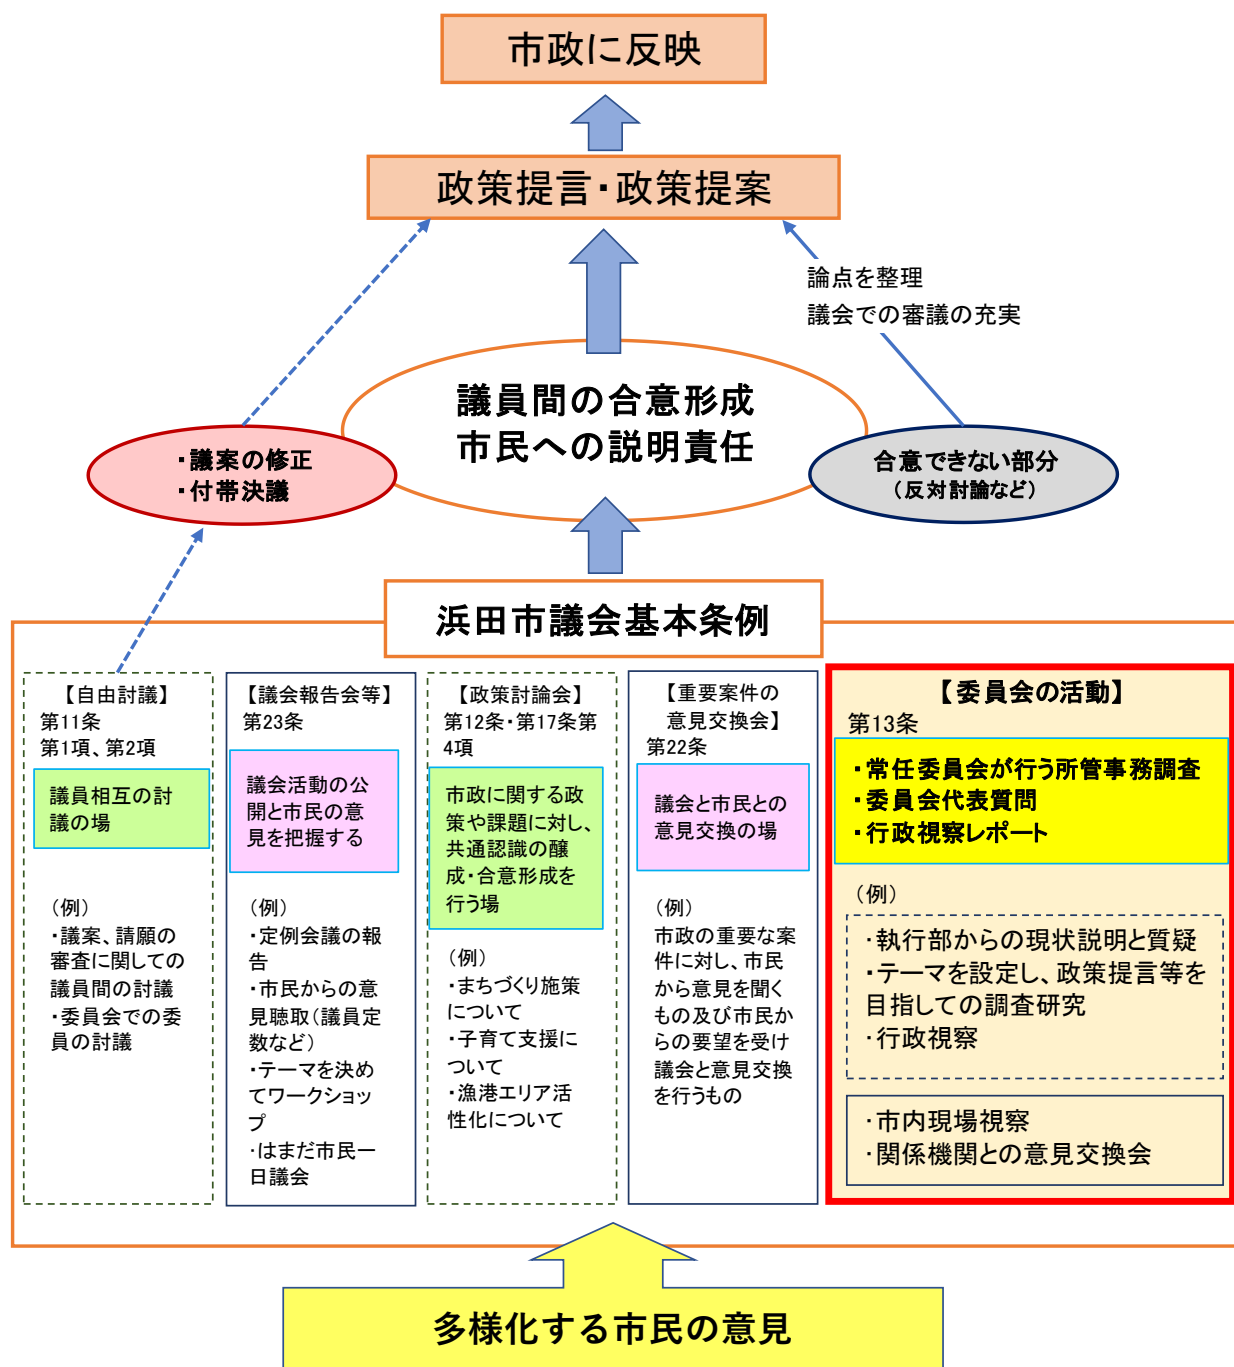 市政に反映
政策提言・政策提案
論点を整理
議会での審議の充実
議員間の合意形成
市民への説明責任
・議案の修正
・付帯決議
合意できない部分
（反対討論など）
浜田市議会基本条例
【自由討議】
第11条
第1項、第2項
議員相互の討
議の場
（例）
・議案、請願の
審査に関しての
議員間の討議
・委員会での委
員の討議
【議会報告会等】
第23条
議会活動の公
開と市民の意
見を把握する
（例）
・定例会議の報
告
・市民からの意
見聴取（議員定
数など）
・テーマを決め
てワークショッ
プ
・はまだ市民一
日議会
【政策討論会】
第12条・第17条第
4項
市政に関する政
策や課題に対し、
共通認識の醸
成・合意形成を
行う場
（例）
・まちづくり施策
について
・子育て支援に
ついて
・漁港エリア活
性化について
【重要案件の
意見交換会】
第22条
議会と市民との
意見交換の場
（例）
市政の重要な案
件に対し、市民
から意見を聞く
もの及び市民か
らの要望を受け
議会と意見交換
を行うもの
【委員会の活動】
第13条
・常任委員会が行う所管事務調査
・委員会代表質問
・行政視察レポート
（例）
・執行部からの現状説明と質疑
・テーマを設定し、政策提言等を
目指しての調査研究
・行政視察
・市内現場視察
・関係機関との意見交換会
多様化する市民の意見